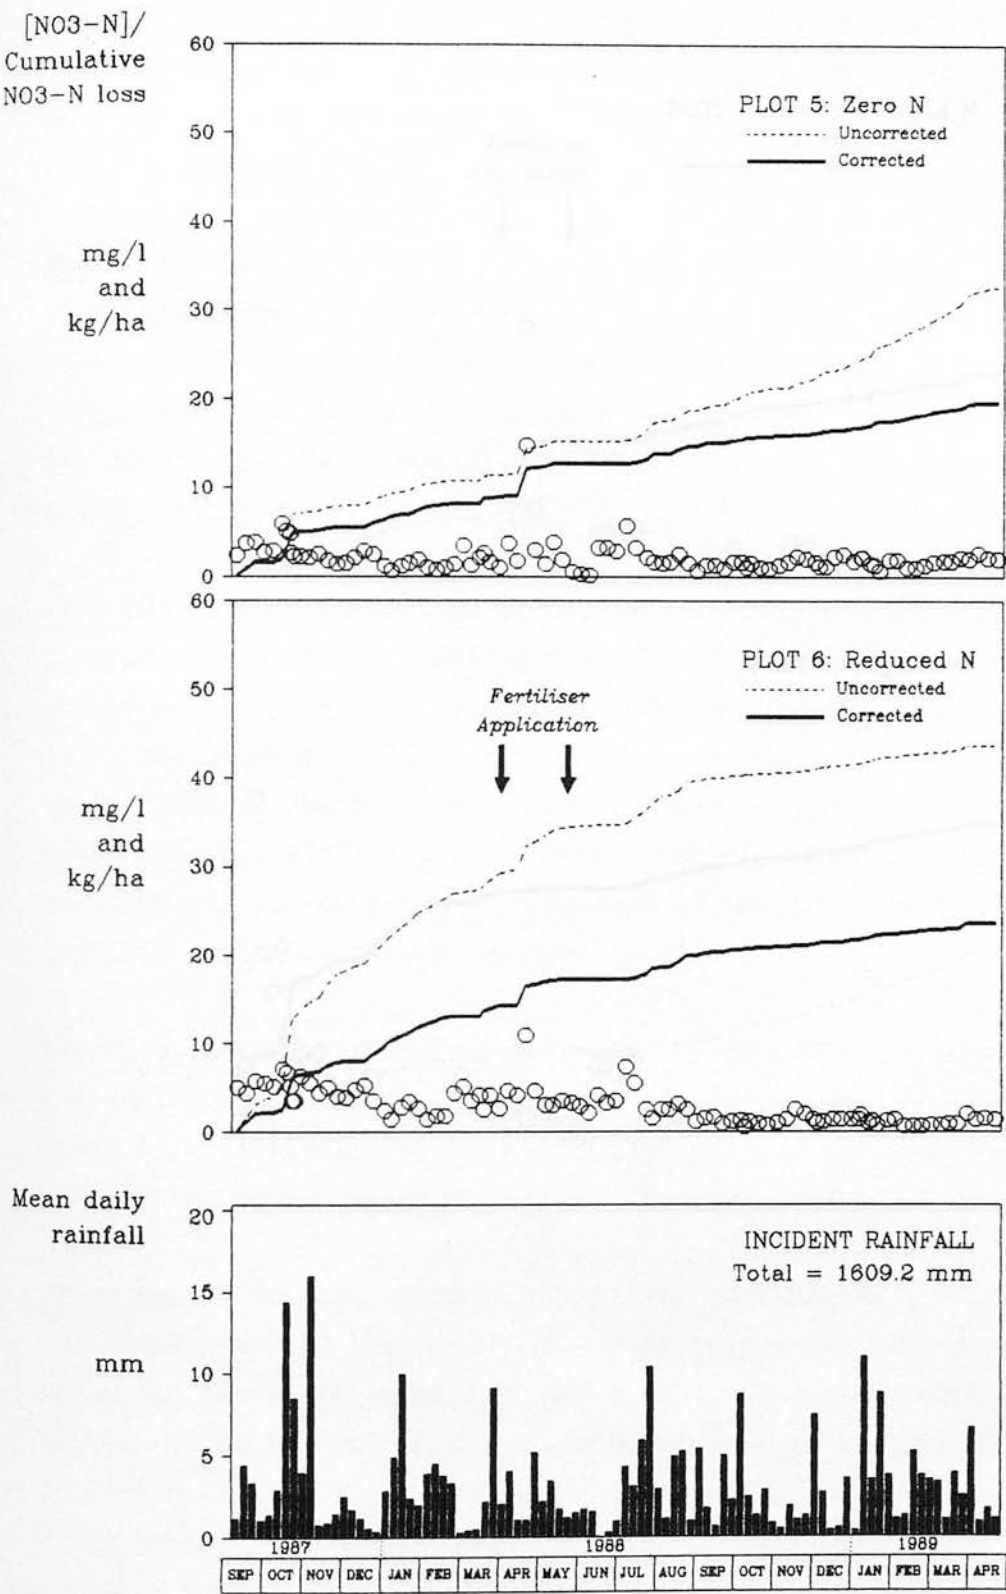 [NO3-N]/
Cumulative
NO3-N loss
60
50
40
30
20
10
0
mg/l
and
kg/ha
PLOT 5: Zero N
Uncorrected
Corrected
60
50
40
30
20
10
0
mg/l
and
kg/ha
PLOT 6: Reduced N
Uncorrected
Corrected
Fertiliser
Application
Mean daily
rainfall
mm
20
15
10
5
0
INCIDENT RAINFALL
Total = 1609.2 mm
1987 1988 1989
SEP OCT NOV DEC JAN FEB MAR APR MAY JUN JUL AUG SEP OCT NOV DEC JAN FEB MAR APR